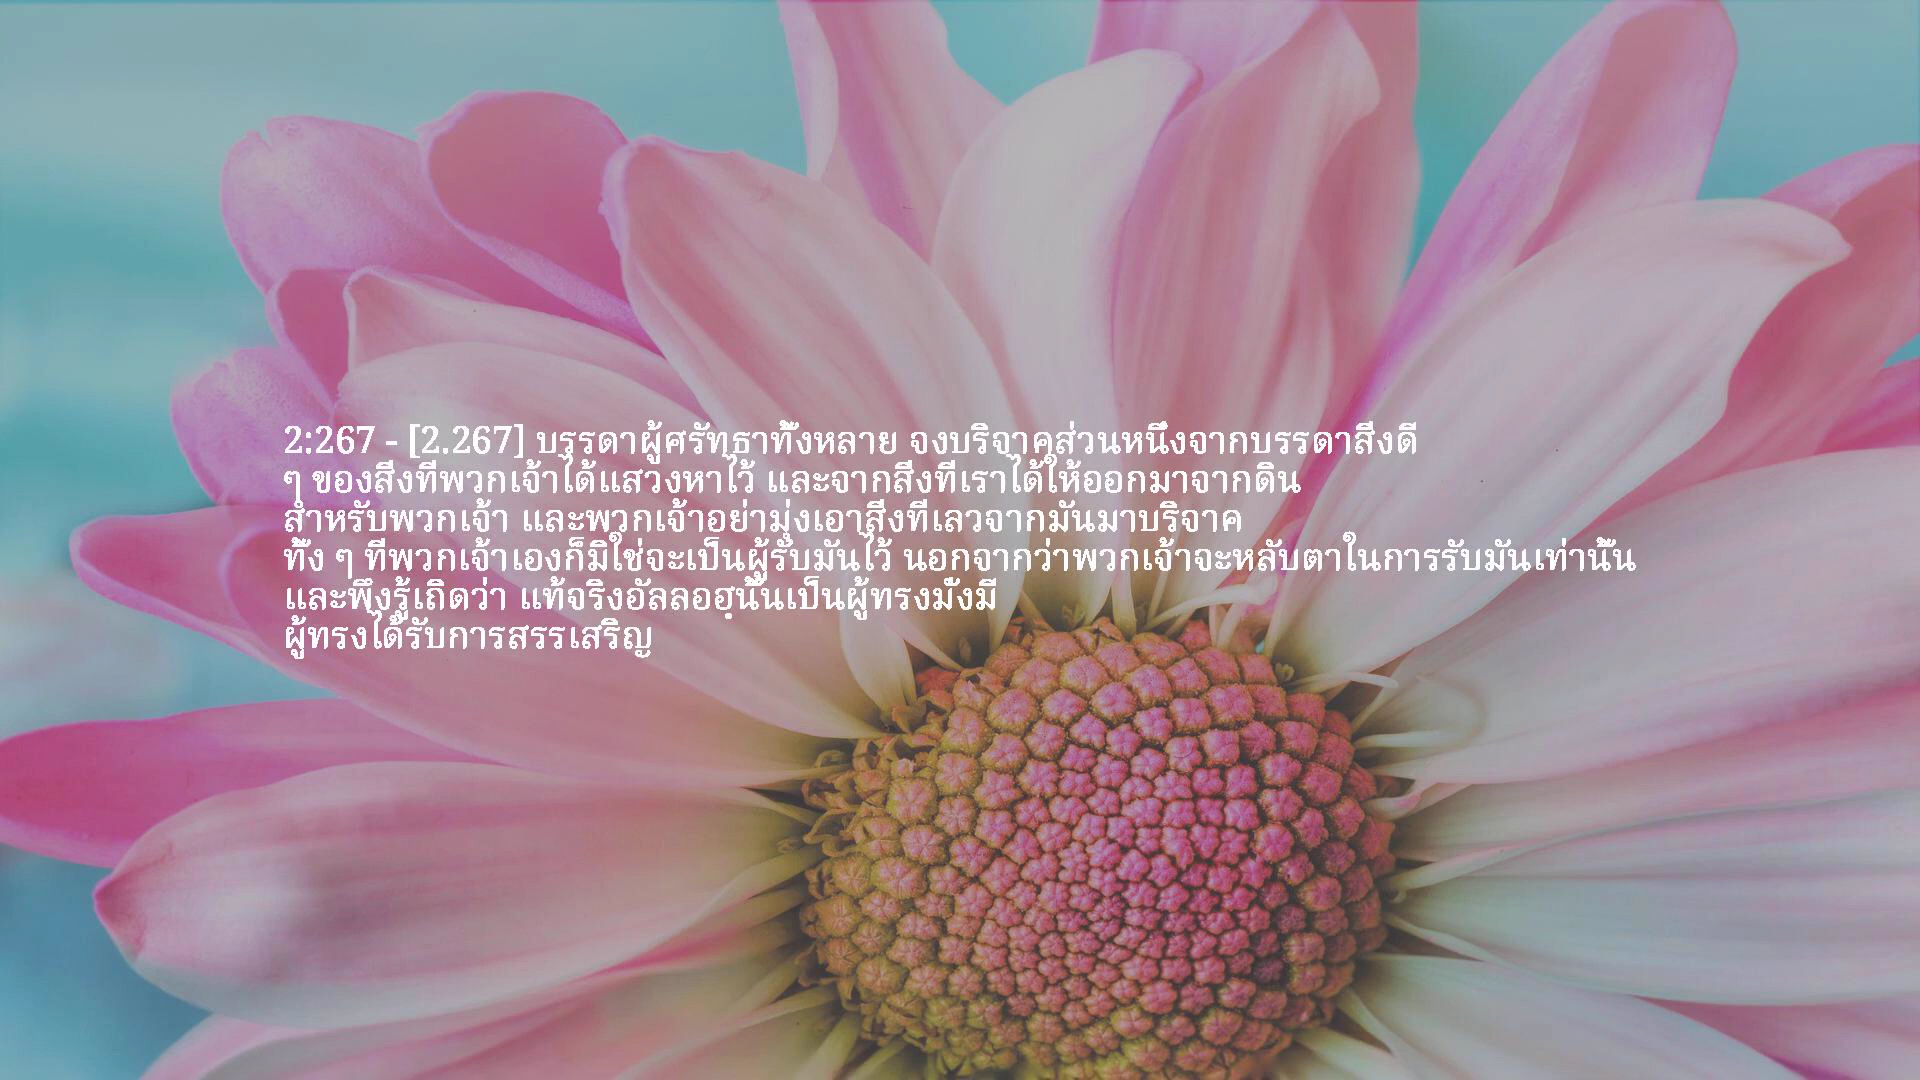 2:267 - [2.267] บรรดาผู้ศรัทธาทั้งหลาย จงบริจาคส่วนหนึ่งจากบรรดาสิ่งดี
ๆ ของสิ่งที่พวกเจ้าได้แสวงหาไว้ และจากสิ่งที่เราได้ให้ออกมาจากดิน
สำหรับพวกเจ้า และพวกเจ้าอย่ามุ่งเอาสิ่งที่เลวจากมันมาบริจาค
ทั้ง ๆ ที่พวกเจ้าเองก็มิใช่จะเป็นผู้รับมันไว้ นอกจากว่าพวกเจ้าจะหลับตาในการรับมันเท่านั้น
และพึงรู้เถิดว่า แท้จริงอัลลอฮฺนั้นเป็นผู้ทรงมั่งมี
ผู้ทรงได้รับการสรรเสริญ